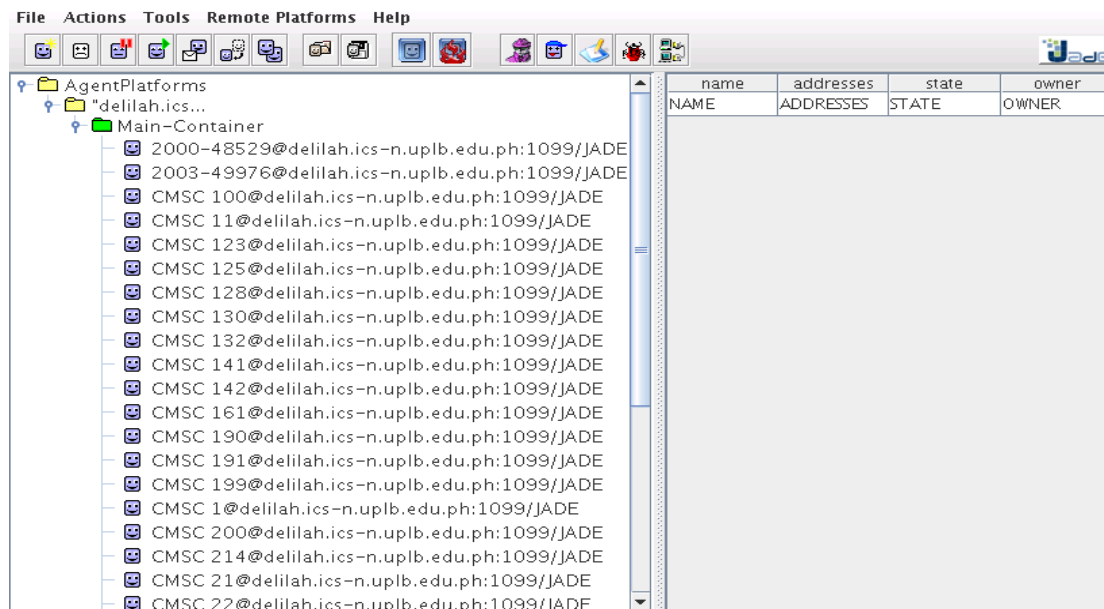 File Actions Tools Remote Platforms Help
Jade
name addresses state owner
NAME ADDRESSES STATE OWNER
AgentPlatforms
"delilah.ics...
Main-Container
2000-48529@delilah.ics-n.uplb.edu.ph:1099/JADE
2003-49976@delilah.ics-n.uplb.edu.ph:1099/JADE
CMSC 100@delilah.ics-n.uplb.edu.ph:1099/JADE
CMSC 11@delilah.ics-n.uplb.edu.ph:1099/JADE
CMSC 123@delilah.ics-n.uplb.edu.ph:1099/JADE
CMSC 125@delilah.ics-n.uplb.edu.ph:1099/JADE
CMSC 128@delilah.ics-n.uplb.edu.ph:1099/JADE
CMSC 130@delilah.ics-n.uplb.edu.ph:1099/JADE
CMSC 132@delilah.ics-n.uplb.edu.ph:1099/JADE
CMSC 141@delilah.ics-n.uplb.edu.ph:1099/JADE
CMSC 142@delilah.ics-n.uplb.edu.ph:1099/JADE
CMSC 161@delilah.ics-n.uplb.edu.ph:1099/JADE
CMSC 190@delilah.ics-n.uplb.edu.ph:1099/JADE
CMSC 191@delilah.ics-n.uplb.edu.ph:1099/JADE
CMSC 199@delilah.ics-n.uplb.edu.ph:1099/JADE
CMSC 1@delilah.ics-n.uplb.edu.ph:1099/JADE
CMSC 200@delilah.ics-n.uplb.edu.ph:1099/JADE
CMSC 214@delilah.ics-n.uplb.edu.ph:1099/JADE
CMSC 21@delilah.ics-n.uplb.edu.ph:1099/JADE
CMSC 22@delilah.ics-n.uplb.edu.ph:1099/JADE